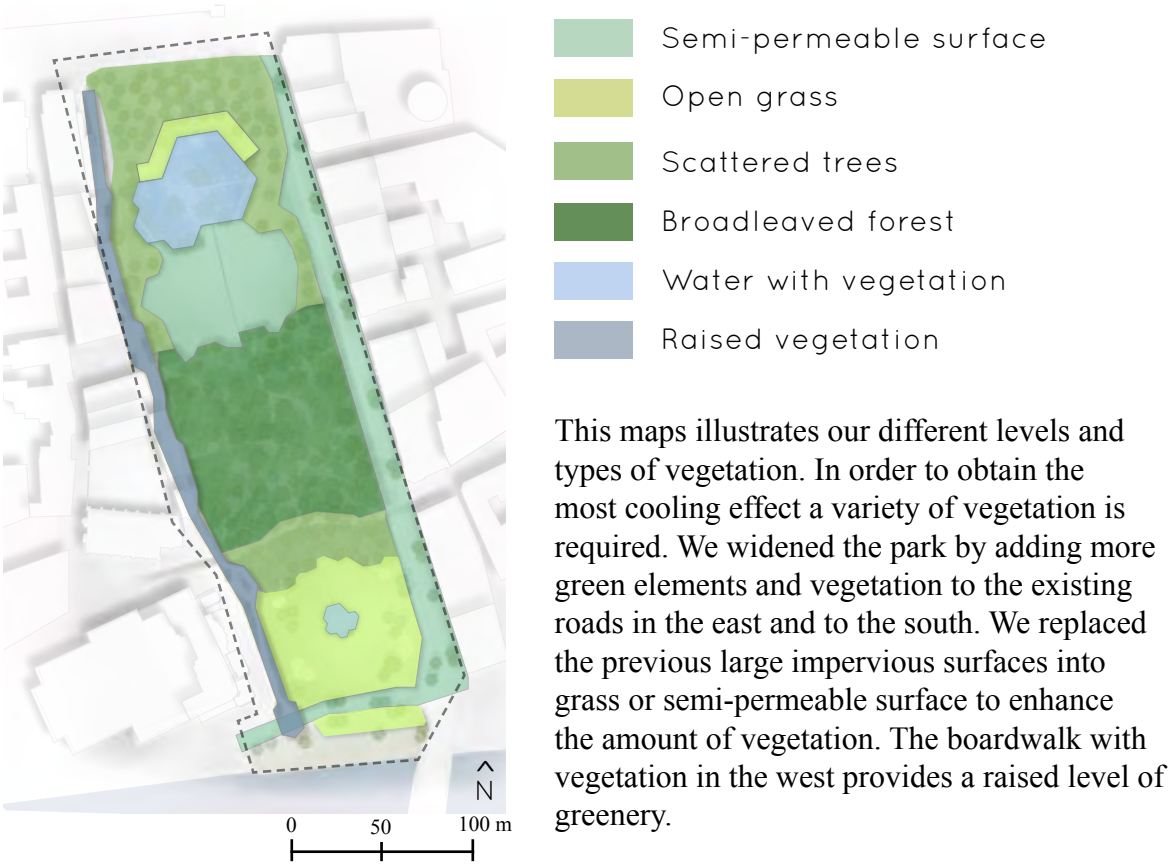 Semi-permeable surface
Open grass
Scattered trees
Broadleaved forest
Water with vegetation
Raised vegetation
This maps illustrates our different levels and
types of vegetation. In order to obtain the
most cooling effect a variety of vegetation is
required. We widened the park by adding more
green elements and vegetation to the existing
roads in the east and to the south. We replaced
the previous large impervious surfaces into
grass or semi-permeable surface to enhance
the amount of vegetation. The boardwalk with
vegetation in the west provides a raised level of
greenery.
N
0 50 100 m